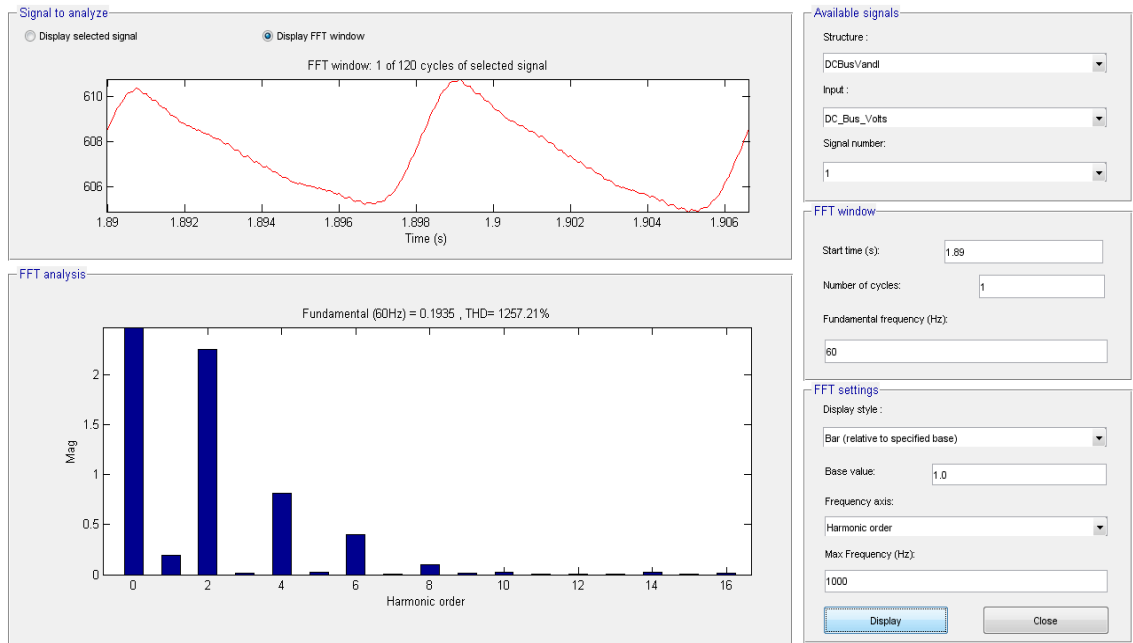 Signal to analyze
Display selected signal
Display FFT window
FFT window: 1 of 120 cycles of selected signal
610
608
606
1.89 1.892 1.894 1.896 1.898 1.9 1.902 1.904 1.906
Time (s)
FFT analysis
Fundamental (60Hz) = 0.1935 , THD= 1257.21%
2
1.5
1
0.5
0
Mag
0 2 4 6 8 10 12 14 16
Harmonic order
Available signals
Structure :
DCBusVandI
Input :
DC_Bus_Volts
Signal number:
1
FFT window
Start time (s):
1.89
Number of cycles:
1
Fundamental frequency (Hz):
60
FFT settings
Display style :
Bar (relative to specified base)
Base value:
1.0
Frequency axis:
Harmonic order
Max Frequency (Hz):
1000
Display
Close